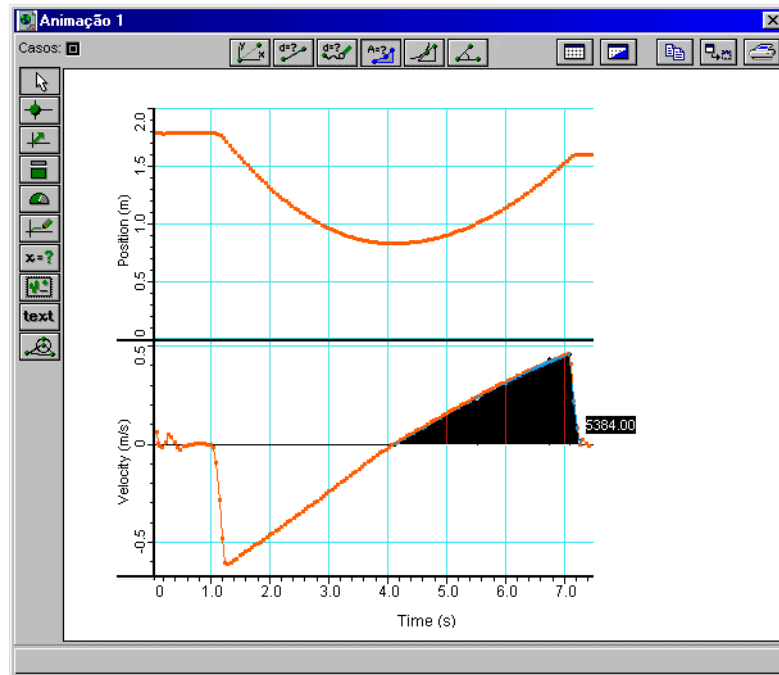 Animação 1
Casos:
y x d=? d=? A=?
x=?
text
Position (m)
2.0
1.5
1.0
0.5
0
Velocity (m/s)
0.5
0
-0.5
5384.00
0 1.0 2.0 3.0 4.0 5.0 6.0 7.0
Time (s)